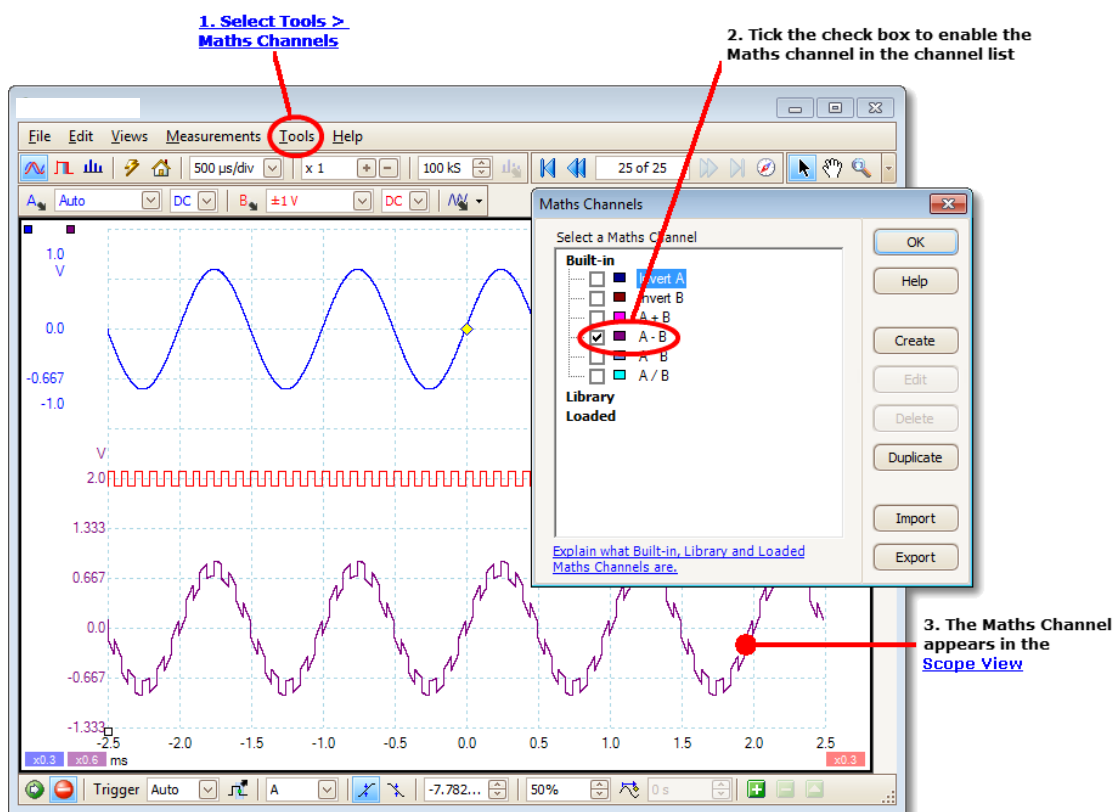 1. Select Tools >
Maths Channels
2. Tick the check box to enable the
Maths channel in the channel list
File Edit Views Measurements Tools Help
500 µs/div x 1 100 kS 25 of 25
A Auto DC B ±1 V DC
Maths Channels
Select a Maths Channel
Built-in
Invert A
Invert B
A + B
A - B
A B
A / B
Library
Loaded
Explain what Built-in, Library and Loaded
Maths Channels are.
OK
Help
Create
Edit
Delete
Duplicate
Import
Export
1.0
V
0.0
-0.667
-1.0
V
2.0
1.333
0.667
0.0
-0.667
-1.333
-2.5 -2.0 -1.5 -1.0 -0.5 0.0 0.5 1.0 1.5 2.0 2.5
x0.3 x0.6 ms x0.3
3. The Maths Channel
appears in the
Scope View
Trigger Auto A -7.782... 50% 0 s